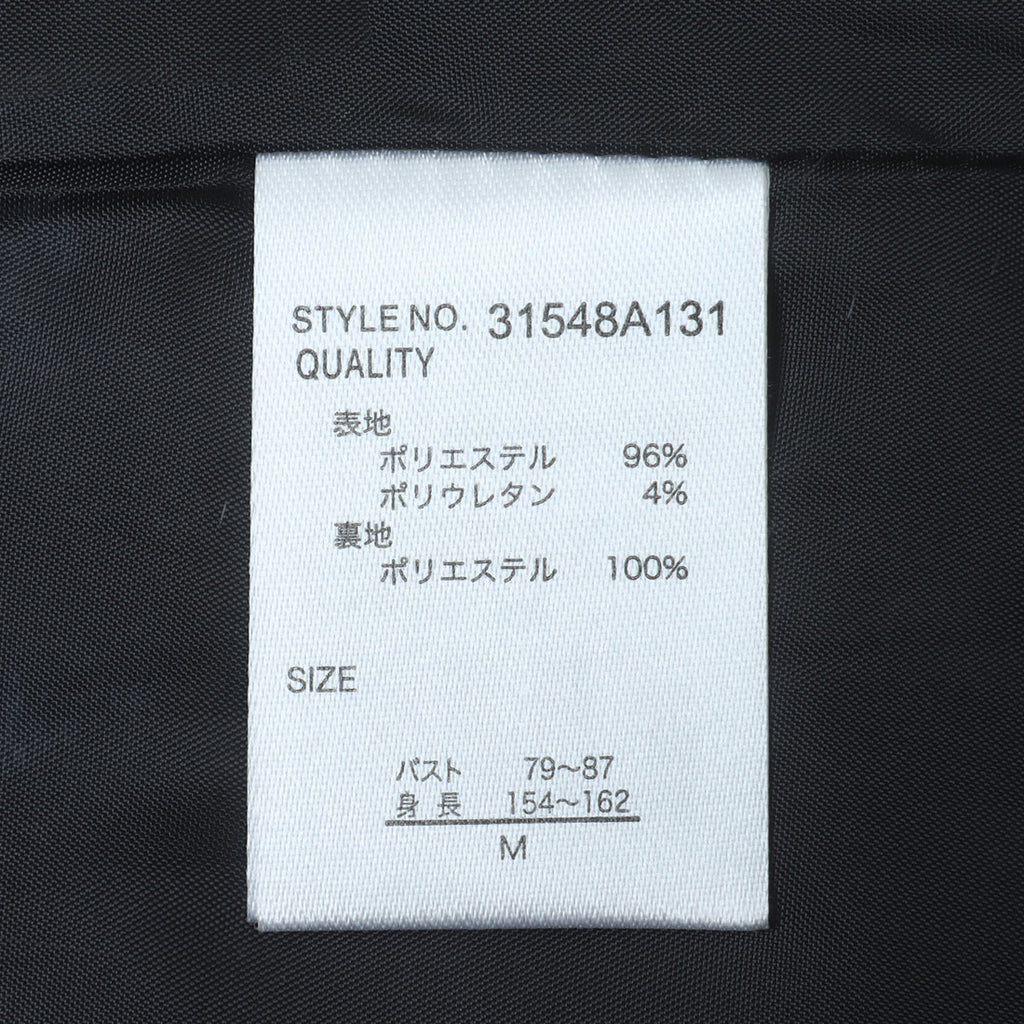 STYLE NO. 31548A131
QUALITY
表地
ポリエステル 96%
ポリウレタン 4%
裏地
ポリエステル 100%
SIZE
バスト 79~87
身 長 154~162
M